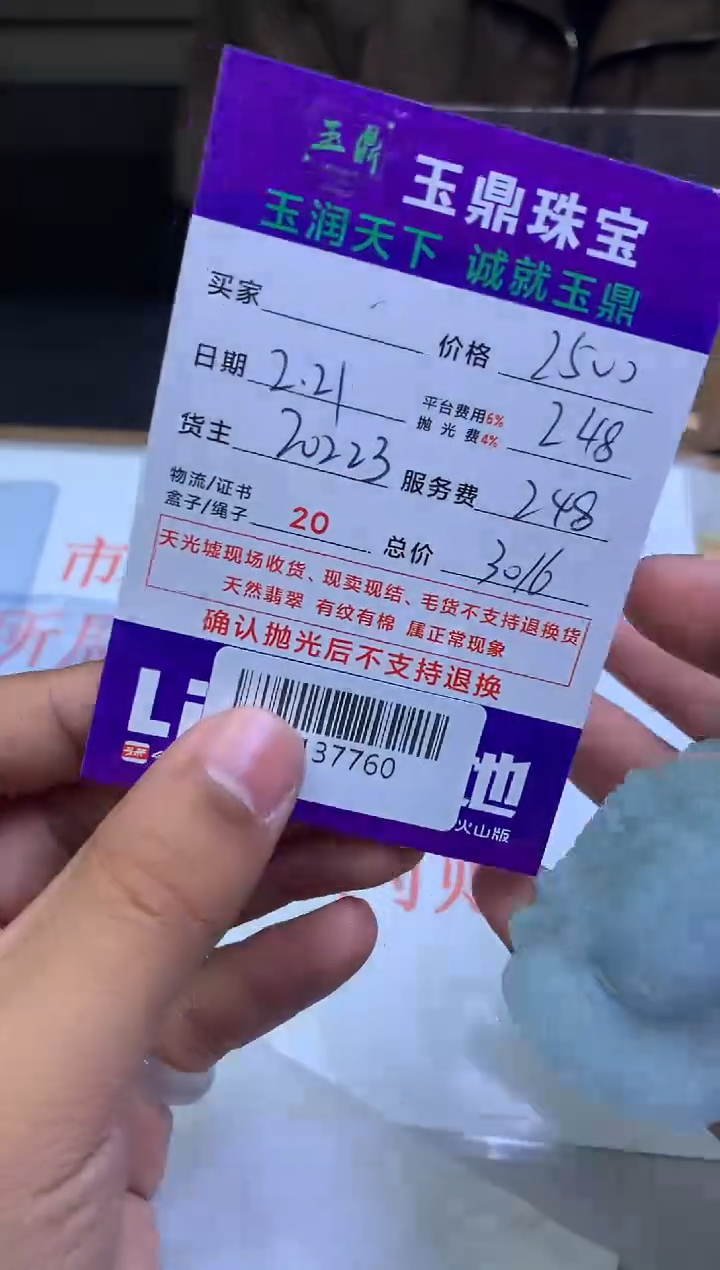 玉鼎
玉鼎珠宝
玉润天下 诚就玉鼎
买家 价格 2500
日期 2.21 平台费用6% 抛光费4% 248
货主 20223 服务费 248
物流/证书
盒子/绳子 20 总价 3016
天光墟现场收货、现卖现结、毛货不支持退换货
天然翡翠 有纹有棉 属正常现象
确认抛光后不支持退换
Li 地
火山版
137760
市
所